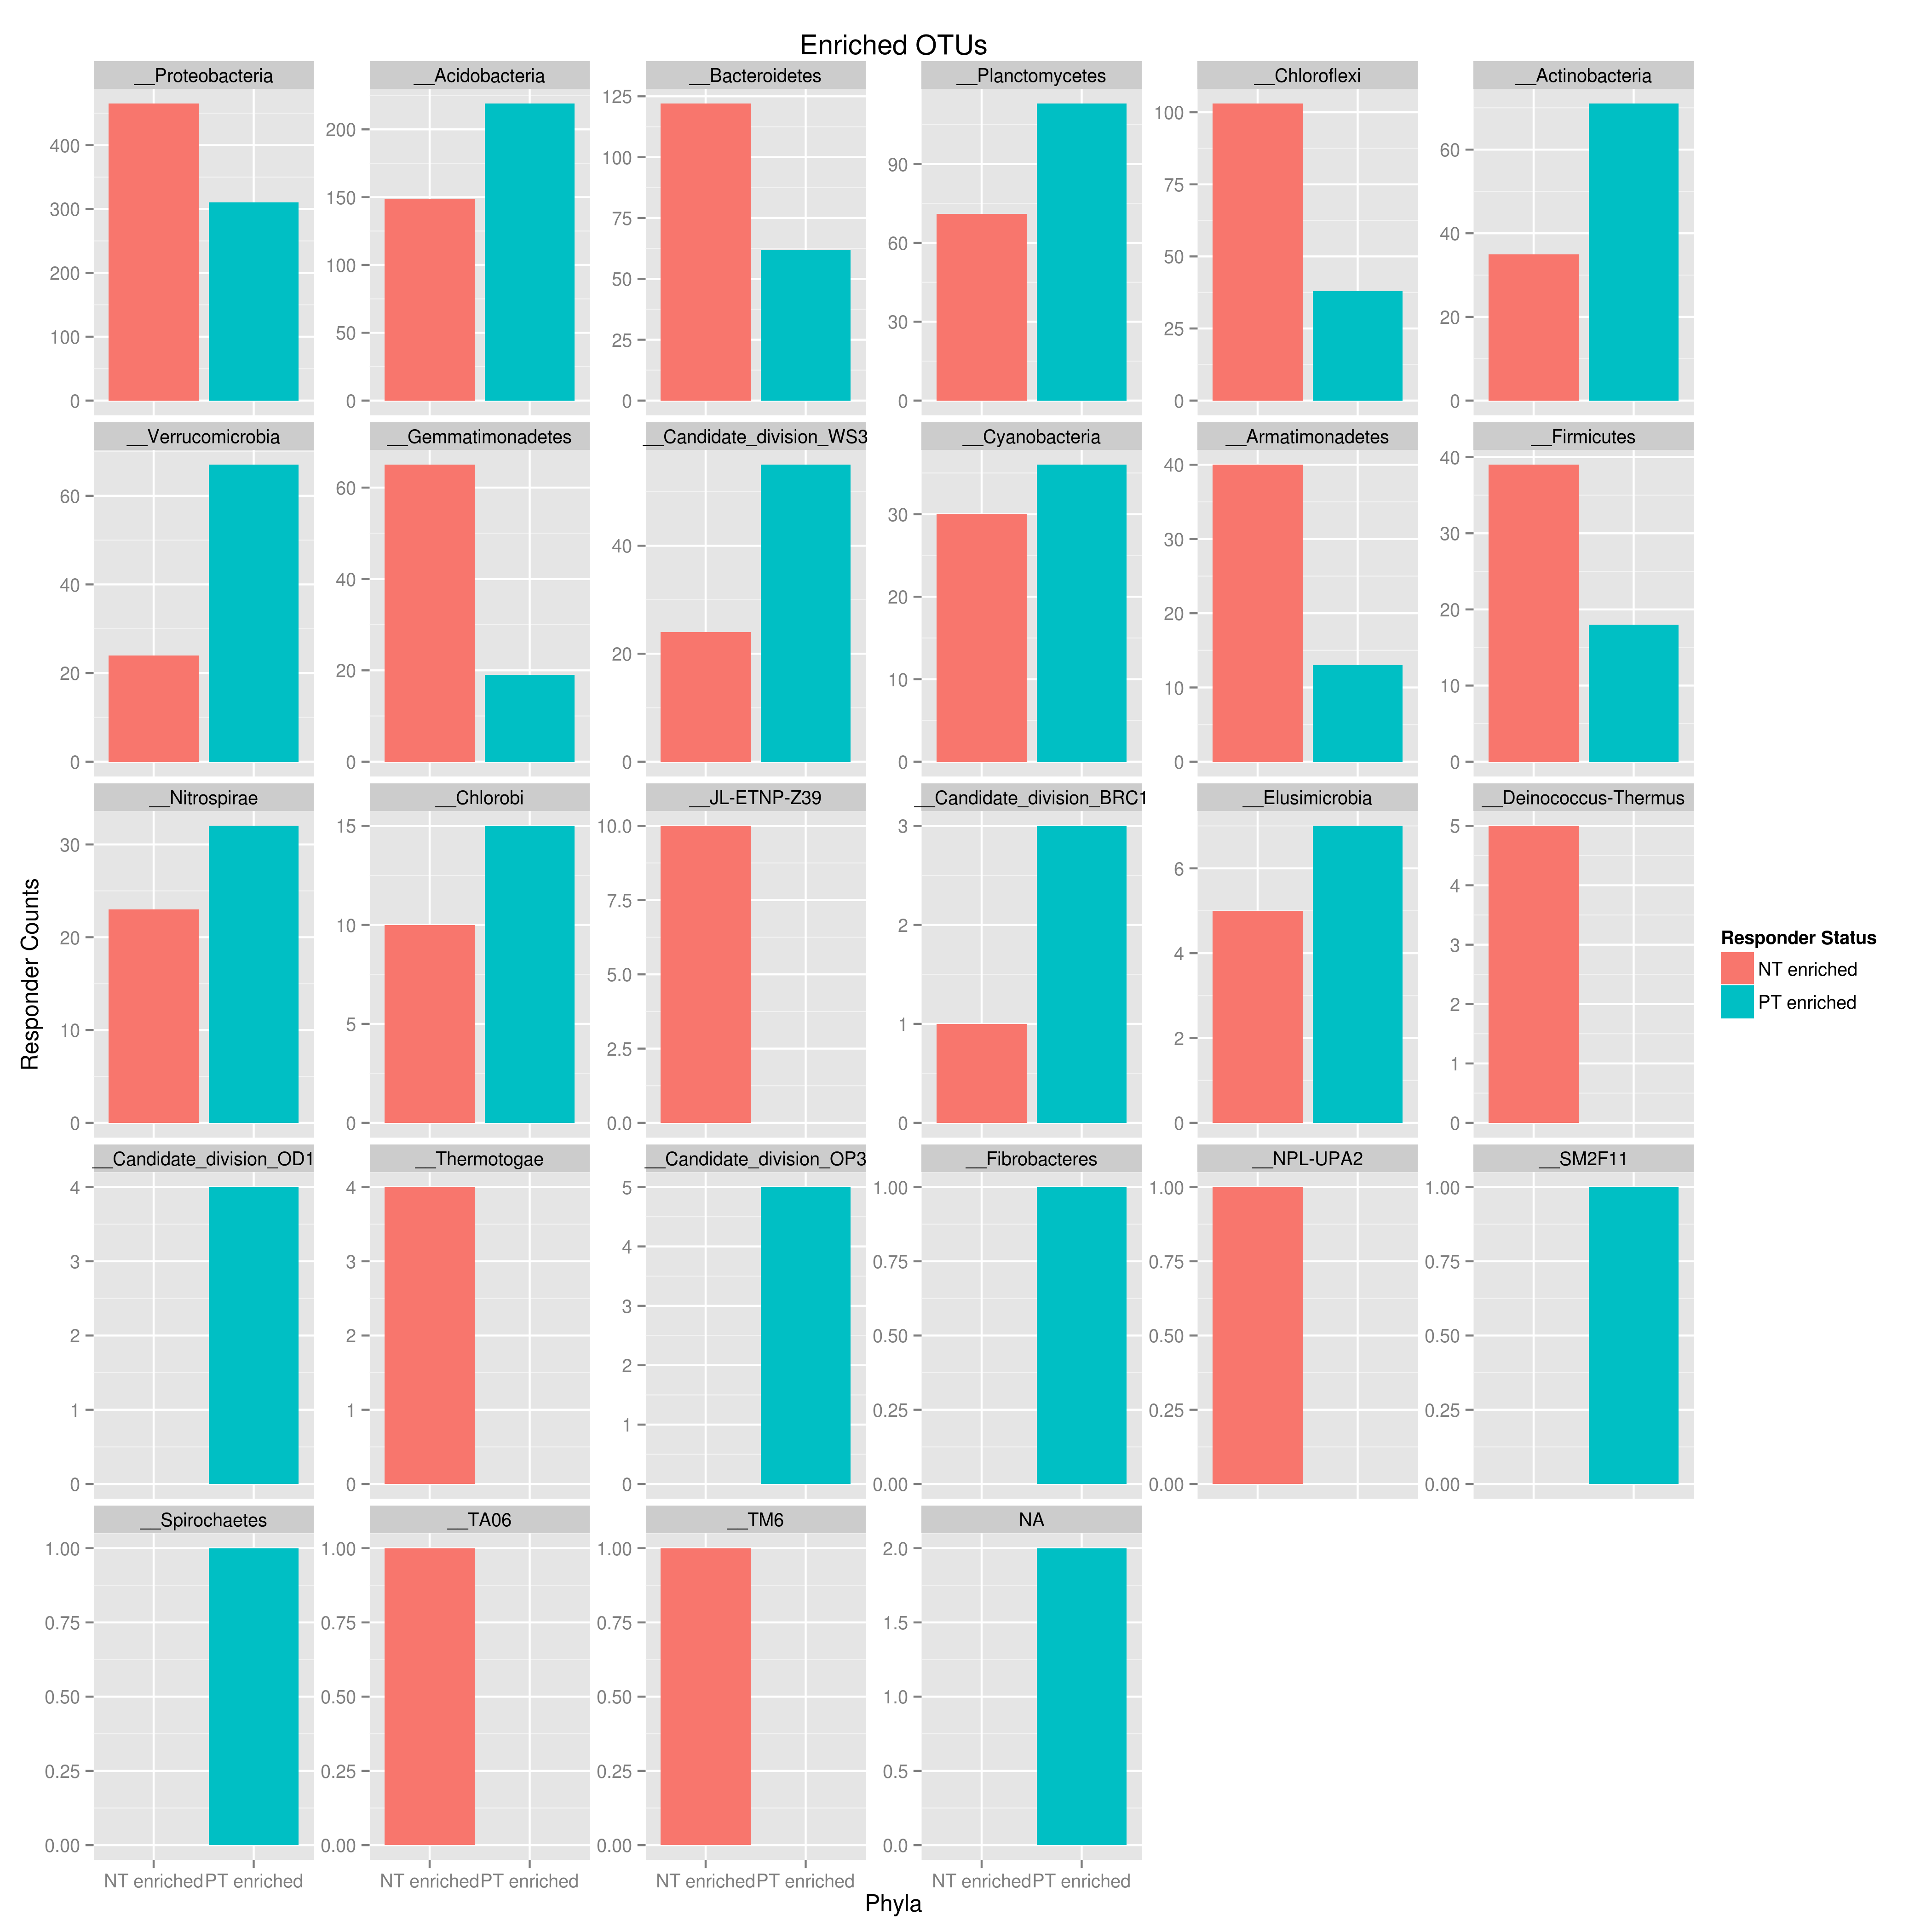 Enriched OTUs
__Proteobacteria __Acidobacteria __Bacteroidetes __Planctomycetes __Chloroflexi __Actinobacteria
400 300 200 100 0
200 150 100 50 0
125 100 75 50 25 0
90 60 30 0
100 75 50 25 0
60 40 20 0
__Verrucomicrobia __Gemmatimonadetes __Candidate_division_WS3 __Cyanobacteria __Armatimonadetes __Firmicutes
60 40 20 0
60 40 20 0
40 20 0
30 20 10 0
40 30 20 10 0
40 30 20 10 0
__Nitrospirae __Chlorobi __JL-ETNP-Z39 __Candidate_division_BRC1 __Elusimicrobia __Deinococcus-Thermus
30 20 10 0
15 10 5 0
10.0 7.5 5.0 2.5 0.0
3 2 1 0
6 4 2 0
5 4 3 2 1 0
__Candidate_division_OD1 __Thermotogae __Candidate_division_OP3 __Fibrobacteres __NPL-UPA2 __SM2F11
4 3 2 1 0
4 3 2 1 0
5 4 3 2 1 0
1.00 0.75 0.50 0.25 0.00
1.00 0.75 0.50 0.25 0.00
1.00 0.75 0.50 0.25 0.00
__Spirochaetes __TA06 __TM6 NA
1.00 0.75 0.50 0.25 0.00
1.00 0.75 0.50 0.25 0.00
1.00 0.75 0.50 0.25 0.00
2.0 1.5 1.0 0.5 0.0
NT enriched PT enriched NT enriched PT enriched NT enriched PT enriched NT enriched PT enriched
Phyla
Responder Counts
Responder Status
NT enriched
PT enriched